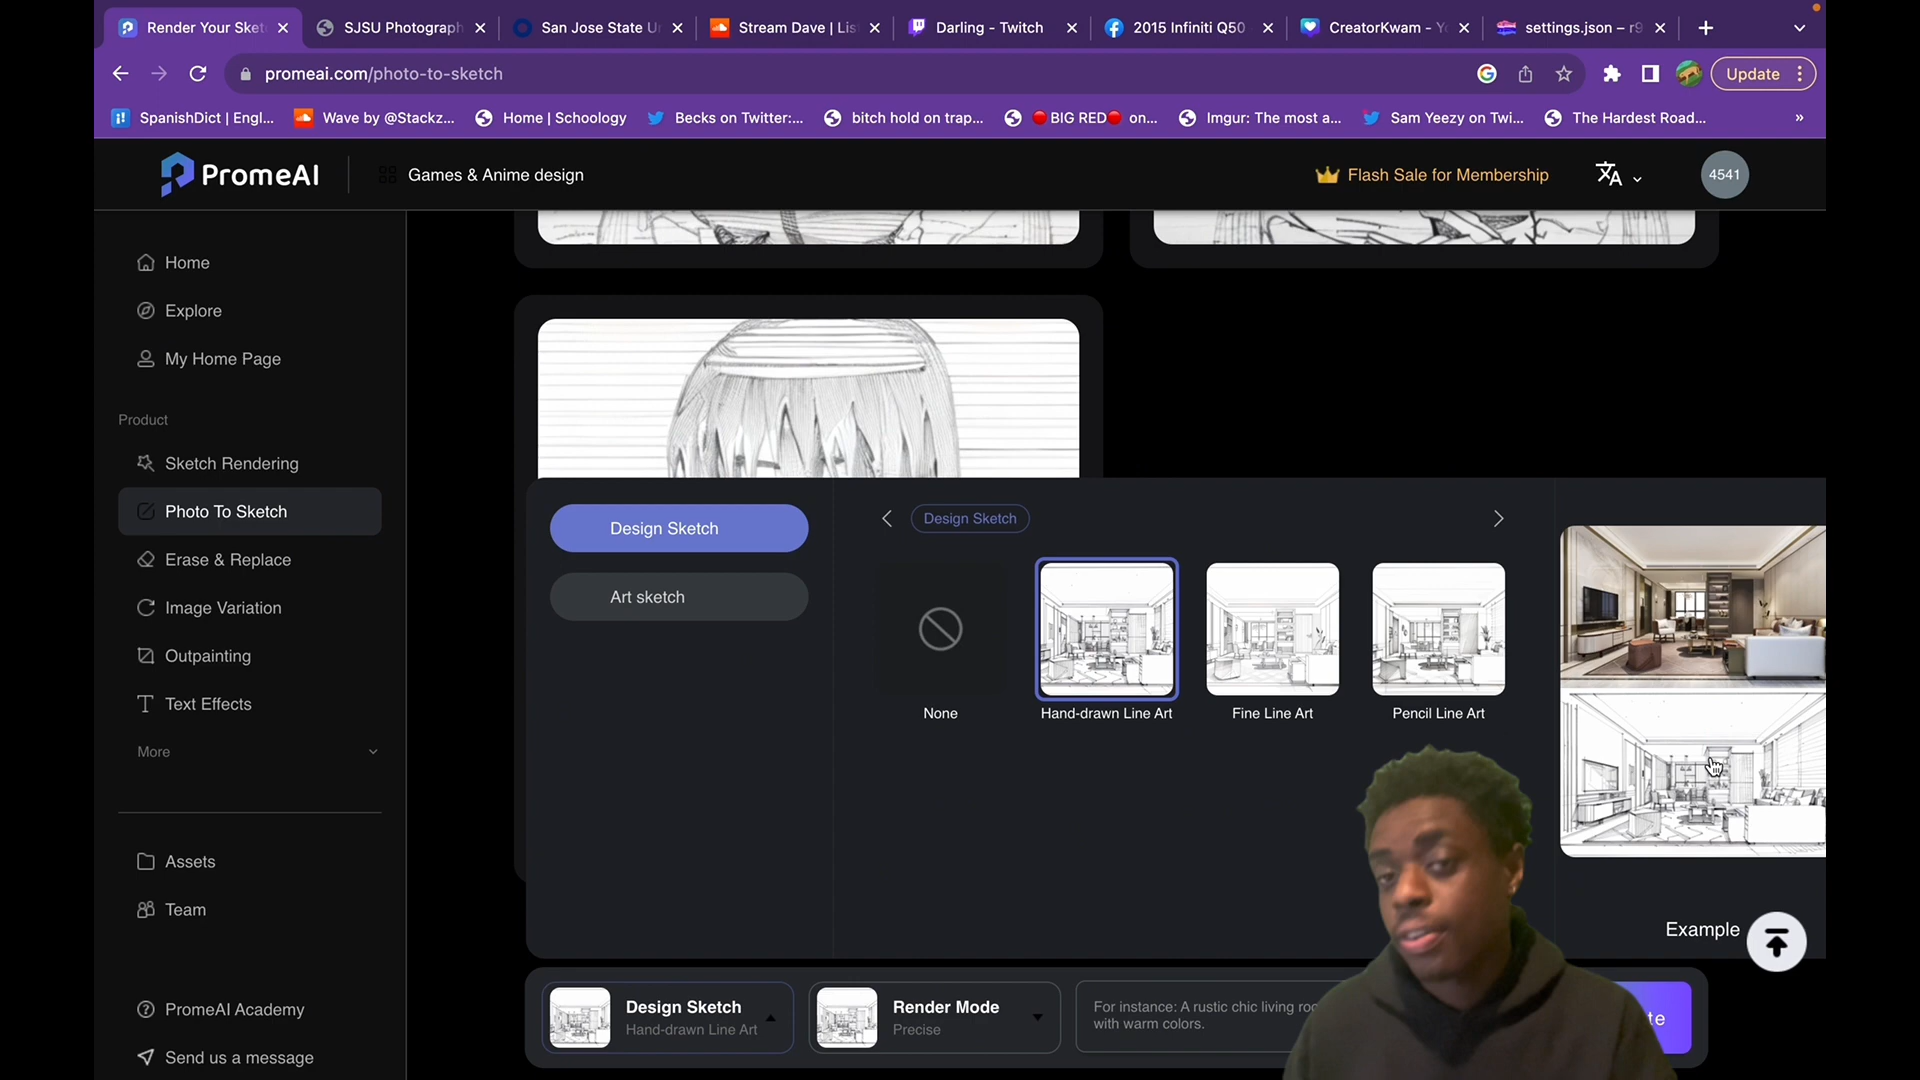 Render Your Sket
SJSU Photograph
San Jose State U
Stream Dave | Lis
Darling - Twitch
2015 Infiniti Q50
CreatorKwam - Y
settings.json – r9
promeai.com/photo-to-sketch
Update
SpanishDict | Engl...
Wave by @Stackz...
Home | Schoology
Becks on Twitter:...
bitch hold on trap...
🔴BIG RED🔴 on...
Imgur: The most a...
Sam Yeezy on Twi...
The Hardest Road...
»
PromeAI
Games & Anime design
Flash Sale for Membership
4541
Home
Explore
My Home Page
Product
Sketch Rendering
Photo To Sketch
Erase & Replace
Image Variation
Outpainting
Text Effects
More
Assets
Team
PromeAI Academy
Send us a message
Design Sketch
Art sketch
Design Sketch
None
Hand-drawn Line Art
Fine Line Art
Pencil Line Art
Example
Design Sketch
Hand-drawn Line Art
Render Mode
Precise
For instance: A rustic chic living roo
with warm colors.
te